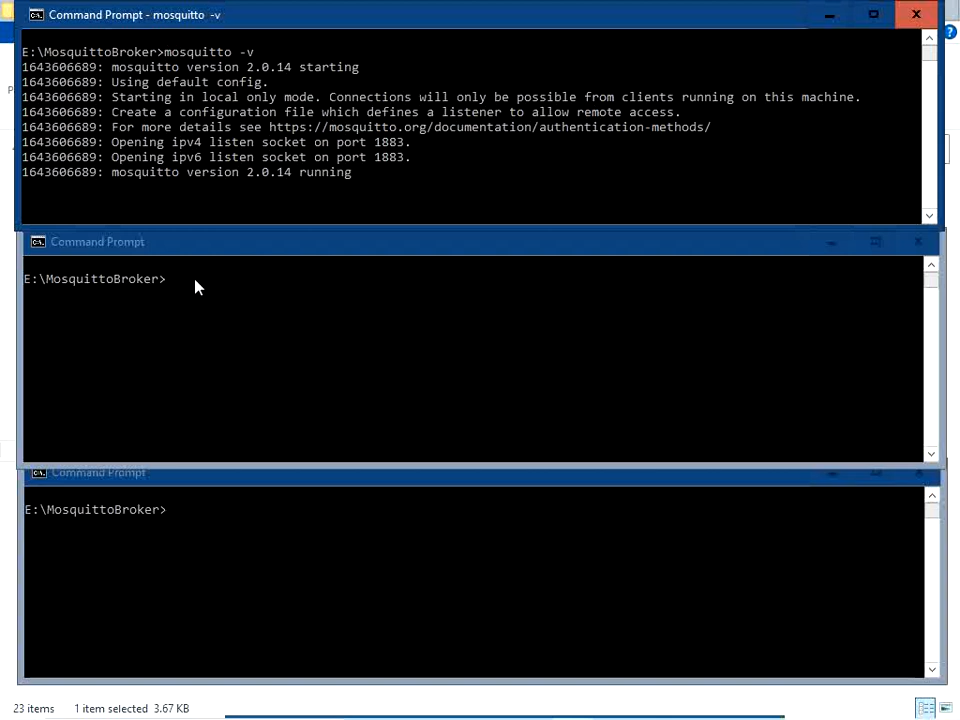 Command Prompt - mosquitto -v
E:\MosquittoBroker>mosquitto -v
1643606689: mosquitto version 2.0.14 starting
1643606689: Using default config.
1643606689: Starting in local only mode. Connections will only be possible from clients running on this machine.
1643606689: Create a configuration file which defines a listener to allow remote access.
1643606689: For more details see https://mosquitto.org/documentation/authentication-methods/
1643606689: Opening ipv4 listen socket on port 1883.
1643606689: Opening ipv6 listen socket on port 1883.
1643606689: mosquitto version 2.0.14 running
Command Prompt
E:\MosquittoBroker>
Command Prompt
E:\MosquittoBroker>
23 items 1 item selected 3.67 KB